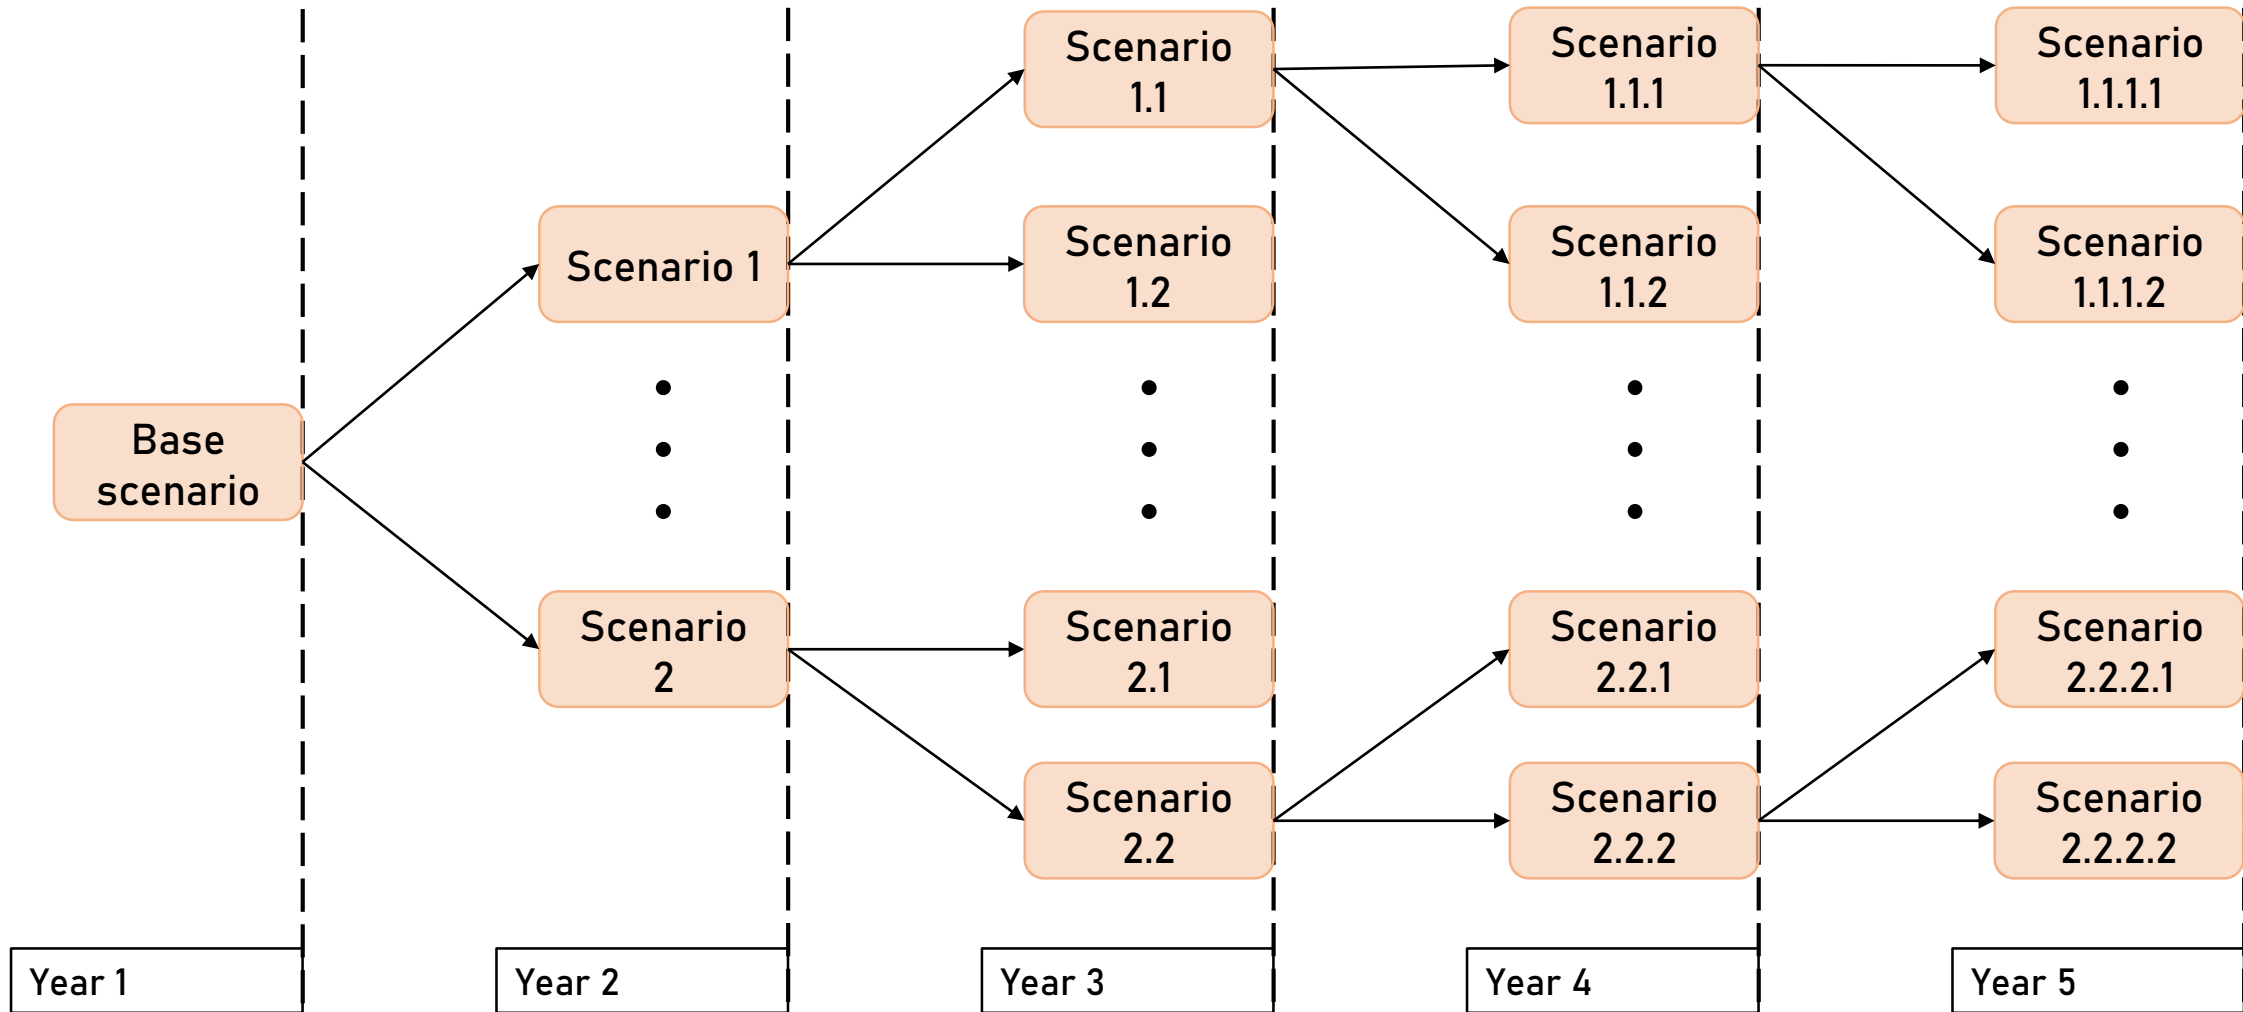 Base
scenario
Scenario 1
Scenario
2
Scenario
1.1
Scenario
1.2
Scenario
2.1
Scenario
2.2
Scenario
1.1.1
Scenario
1.1.2
Scenario
2.2.1
Scenario
2.2.2
Scenario
1.1.1.1
Scenario
1.1.1.2
Scenario
2.2.2.1
Scenario
2.2.2.2
Year 1
Year 2
Year 3
Year 4
Year 5